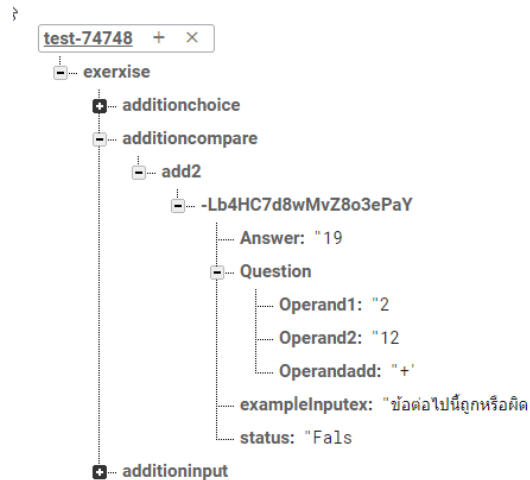 test-74748 + ×
exerxise
additionchoice
additioncompare
add2
-Lb4HC7d8wMvZ8o3ePaY
Answer: "19
Question
Operand1: "2
Operand2: "12
Operandadd: "+'
exampleInputex: "ข้อต่อไปนี้ถูกหรือผิด
status: "Fals
additioninput